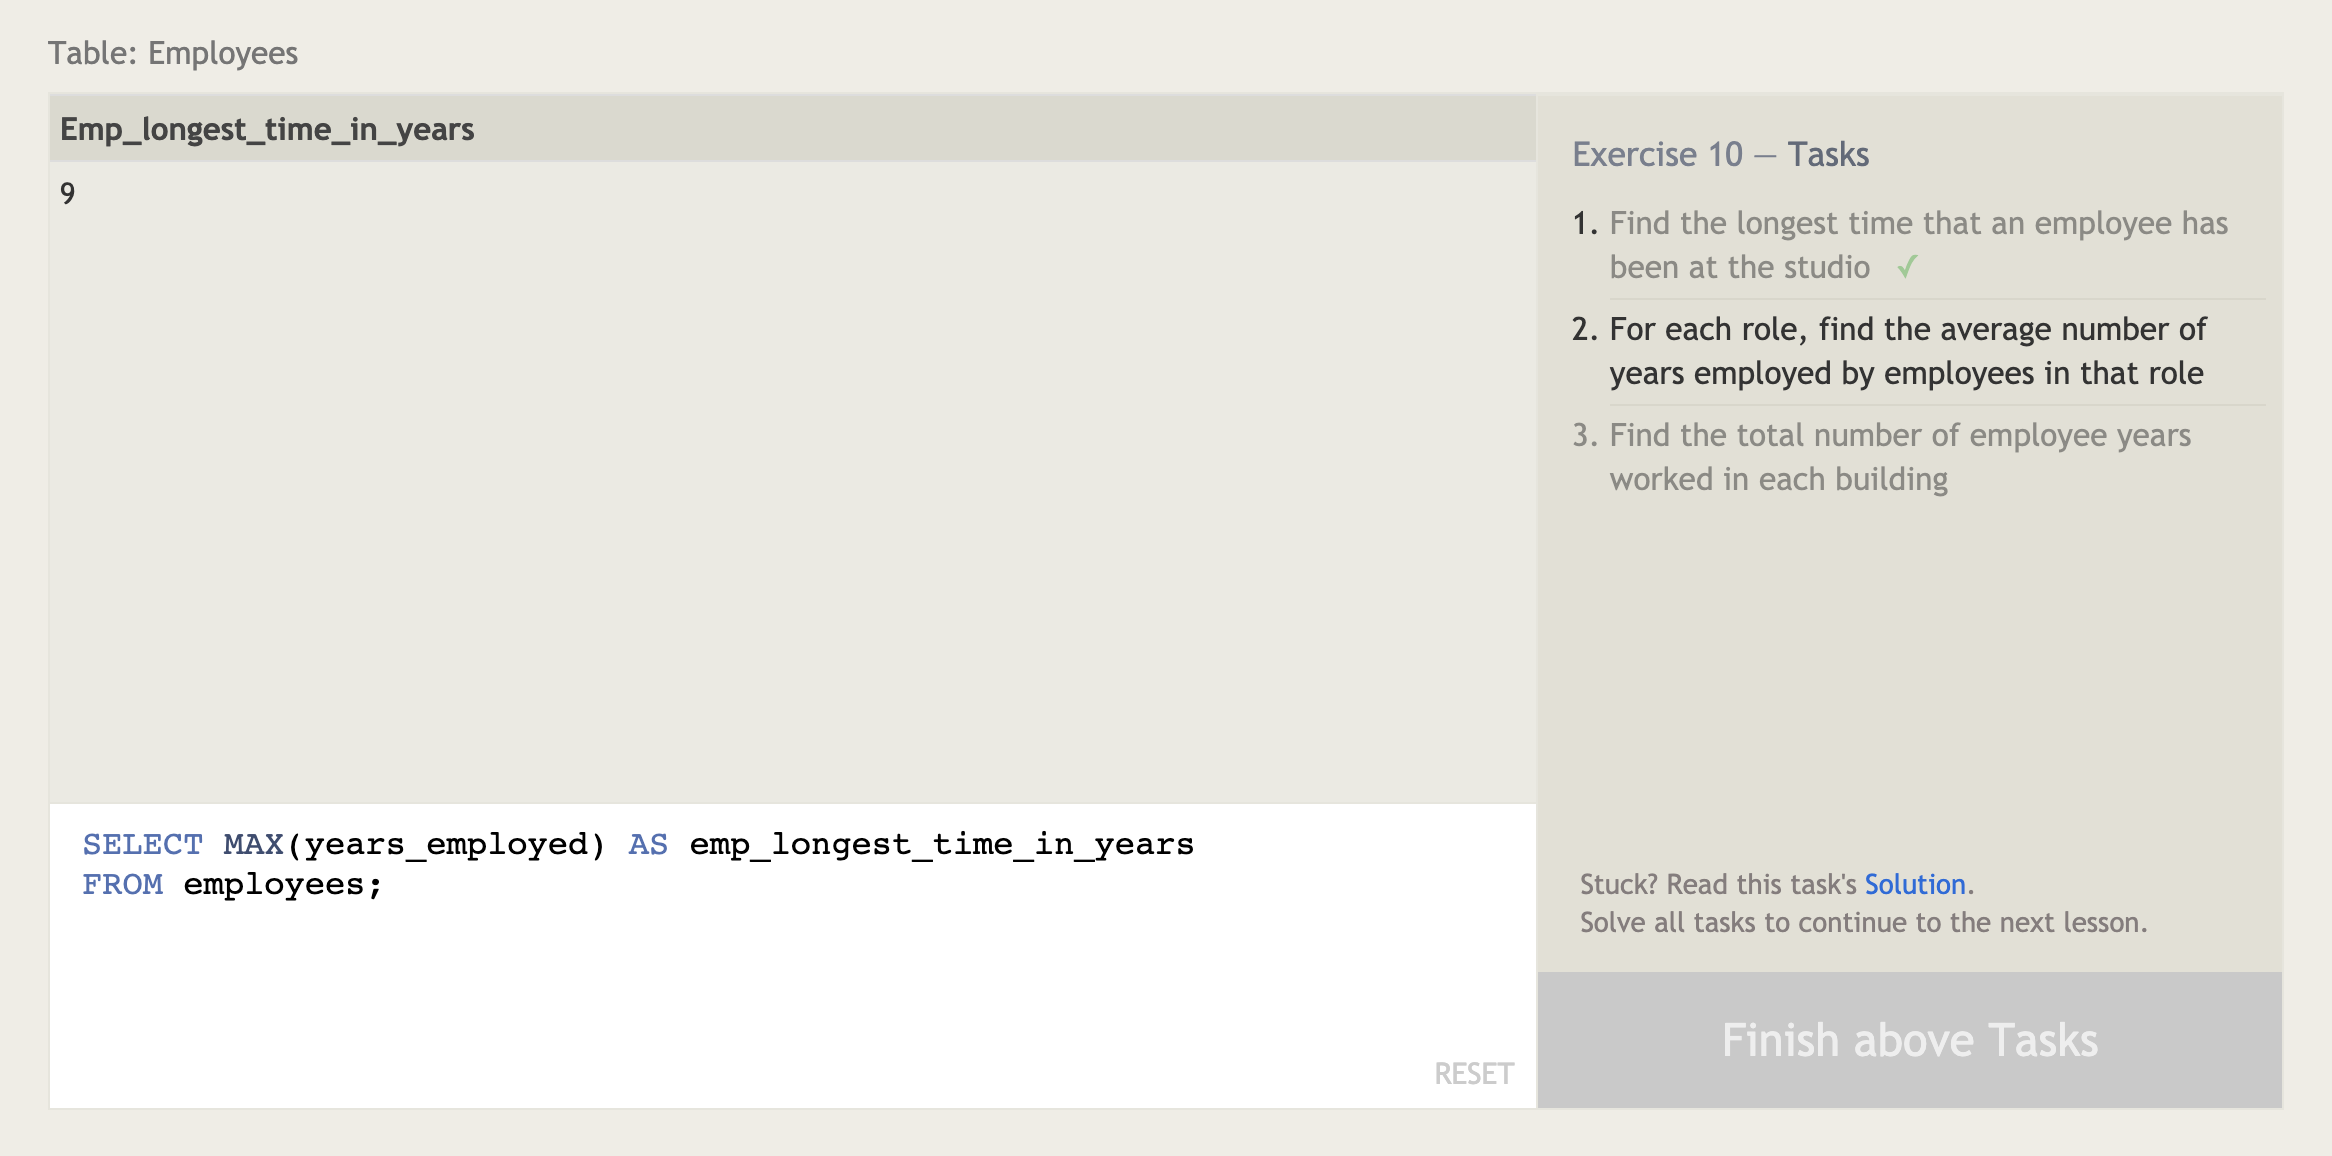 Table: Employees
Emp_longest_time_in_years
9
SELECT MAX(years_employed) AS emp_longest_time_in_years
FROM employees;
RESET
Exercise 10 — Tasks
1. Find the longest time that an employee has
been at the studio ✓
2. For each role, find the average number of
years employed by employees in that role
3. Find the total number of employee years
worked in each building
Stuck? Read this task's Solution.
Solve all tasks to continue to the next lesson.
Finish above Tasks